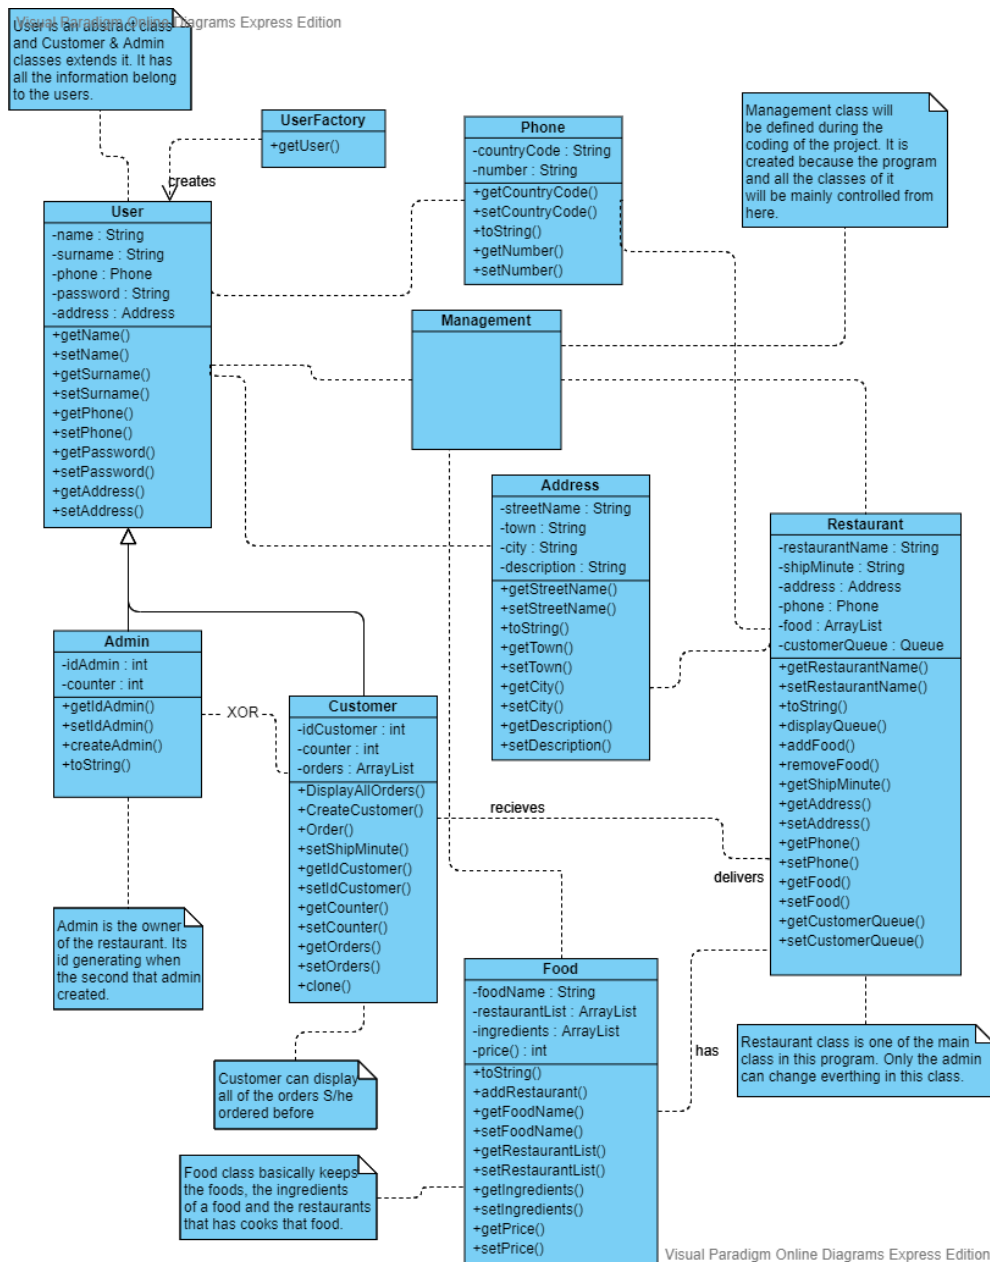 Visual Paradigm Online Diagrams Express Edition
User is an abstract class
and Customer & Admin
classes extends it. It has
all the information belong
to the users.
UserFactory
+getUser()
creates
Phone
-countryCode : String
-number : String
+getCountryCode()
+setCountryCode()
+toString()
+getNumber()
+setNumber()
Management class will
be defined during the
coding of the project. It is
created because the program
and all the classes of it
will be mainly controlled from
here.
User
-name : String
-surname : String
-phone : Phone
-password : String
-address : Address
+getName()
+setName()
+getSurname()
+setSurname()
+getPhone()
+setPhone()
+getPassword()
+setPassword()
+getAddress()
+setAddress()
Management
Address
-streetName : String
-town : String
-city : String
-description : String
+getStreetName()
+setStreetName()
+toString()
+getTown()
+setTown()
+getCity()
+setCity()
+getDescription()
+setDescription()
Restaurant
-restaurantName : String
-shipMinute : String
-address : Address
-phone : Phone
-food : ArrayList
-customerQueue : Queue
+getRestaurantName()
+setRestaurantName()
+toString()
+displayQueue()
+addFood()
+removeFood()
+getShipMinute()
+getAddress()
+setAddress()
+getPhone()
+setPhone()
+getFood()
+setFood()
+getCustomerQueue()
+setCustomerQueue()
Admin
-idAdmin : int
-counter : int
+getIdAdmin()
+setIdAdmin()
+createAdmin()
+toString()
XOR
Customer
-idCustomer : int
-counter : int
-orders : ArrayList
+DisplayAllOrders()
+CreateCustomer()
+Order()
+setShipMinute()
+getIdCustomer()
+setIdCustomer()
+getCounter()
+setCounter()
+getOrders()
+setOrders()
+clone()
recieves
delivers
Admin is the owner
of the restaurant. Its
id generating when
the second that admin
created.
Food
-foodName : String
-restaurantList : ArrayList
-ingredients : ArrayList
-price() : int
+toString()
+addRestaurant()
+getFoodName()
+setFoodName()
+getRestaurantList()
+setRestaurantList()
+getIngredients()
+setIngredients()
+getPrice()
+setPrice()
has
Restaurant class is one of the main
class in this program. Only the admin
can change everthing in this class.
Customer can display
all of the orders S/he
ordered before
Food class basically keeps
the foods, the ingredients
of a food and the restaurants
that has cooks that food.
Visual Paradigm Online Diagrams Express Edition